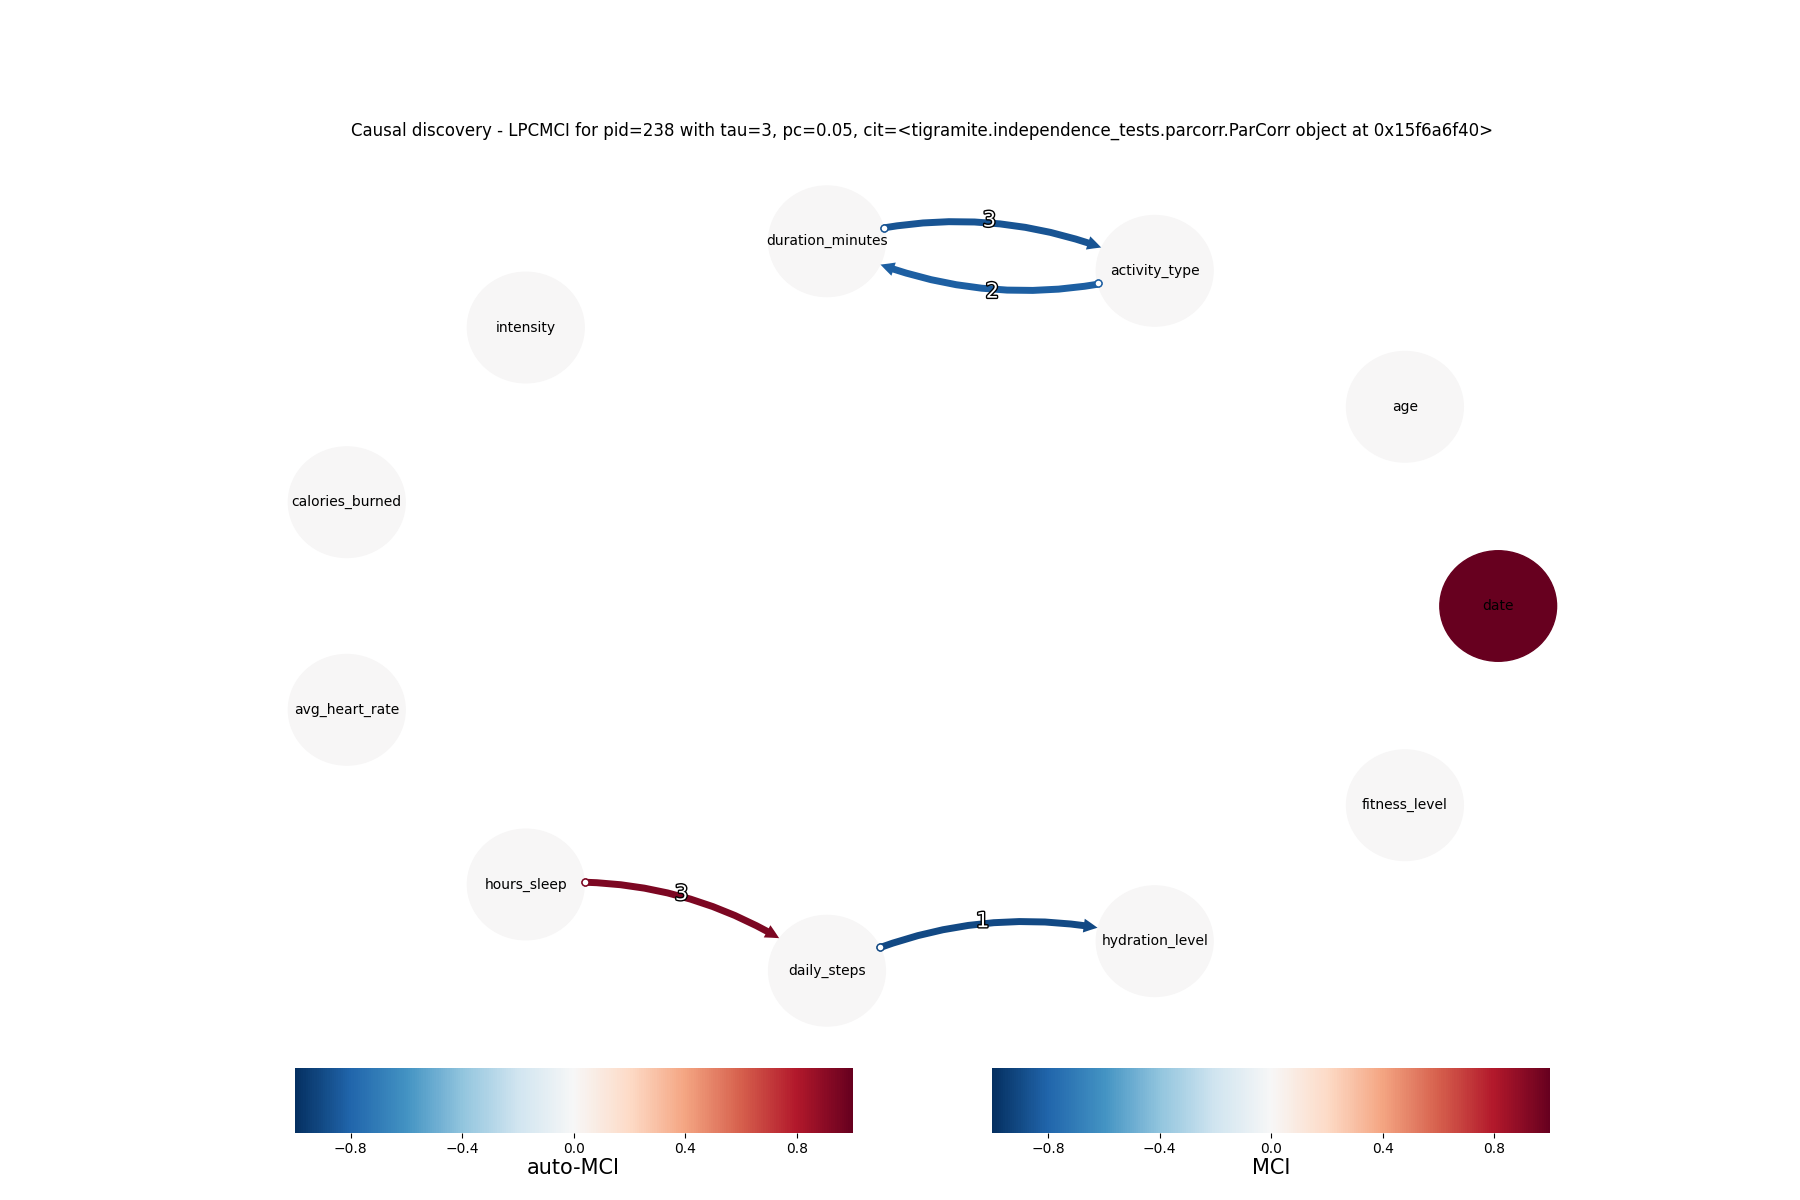 Causal discovery - LPCMCI for pid=238 with tau=3, pc=0.05, cit=<tigramite.independence_tests.parcorr.ParCorr object at 0x15f6a6f40>
3
duration_minutes
activity_type
2
intensity
age
calories_burned
date
avg_heart_rate
fitness_level
hours_sleep
3
1
hydration_level
daily_steps
−0.8 −0.4 0.0 0.4 0.8
auto-MCI
−0.8 −0.4 0.0 0.4 0.8
MCI